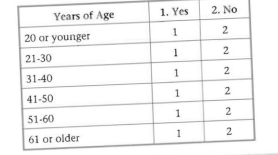 Years of Age 1. Yes 2. No
20 or younger 1 2
21-30 1 2
31-40 1 2
41-50 1 2
51-60 1 2
61 or older 1 2